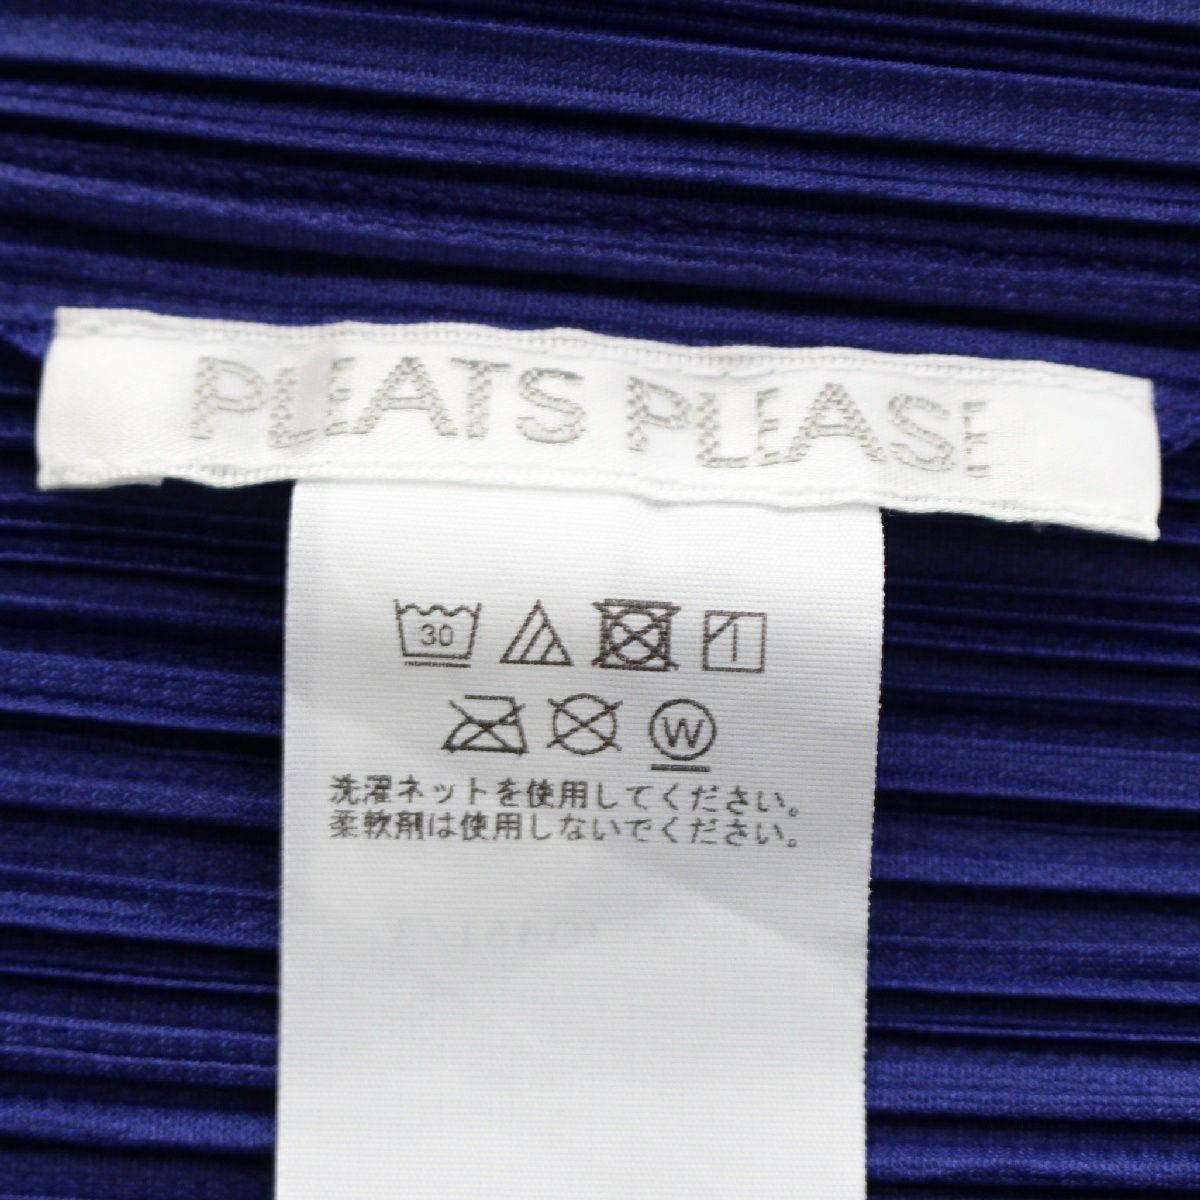 PLEATS PLEASE
30
W
洗濯ネットを使用してください。
柔軟剤は使用しないでください。